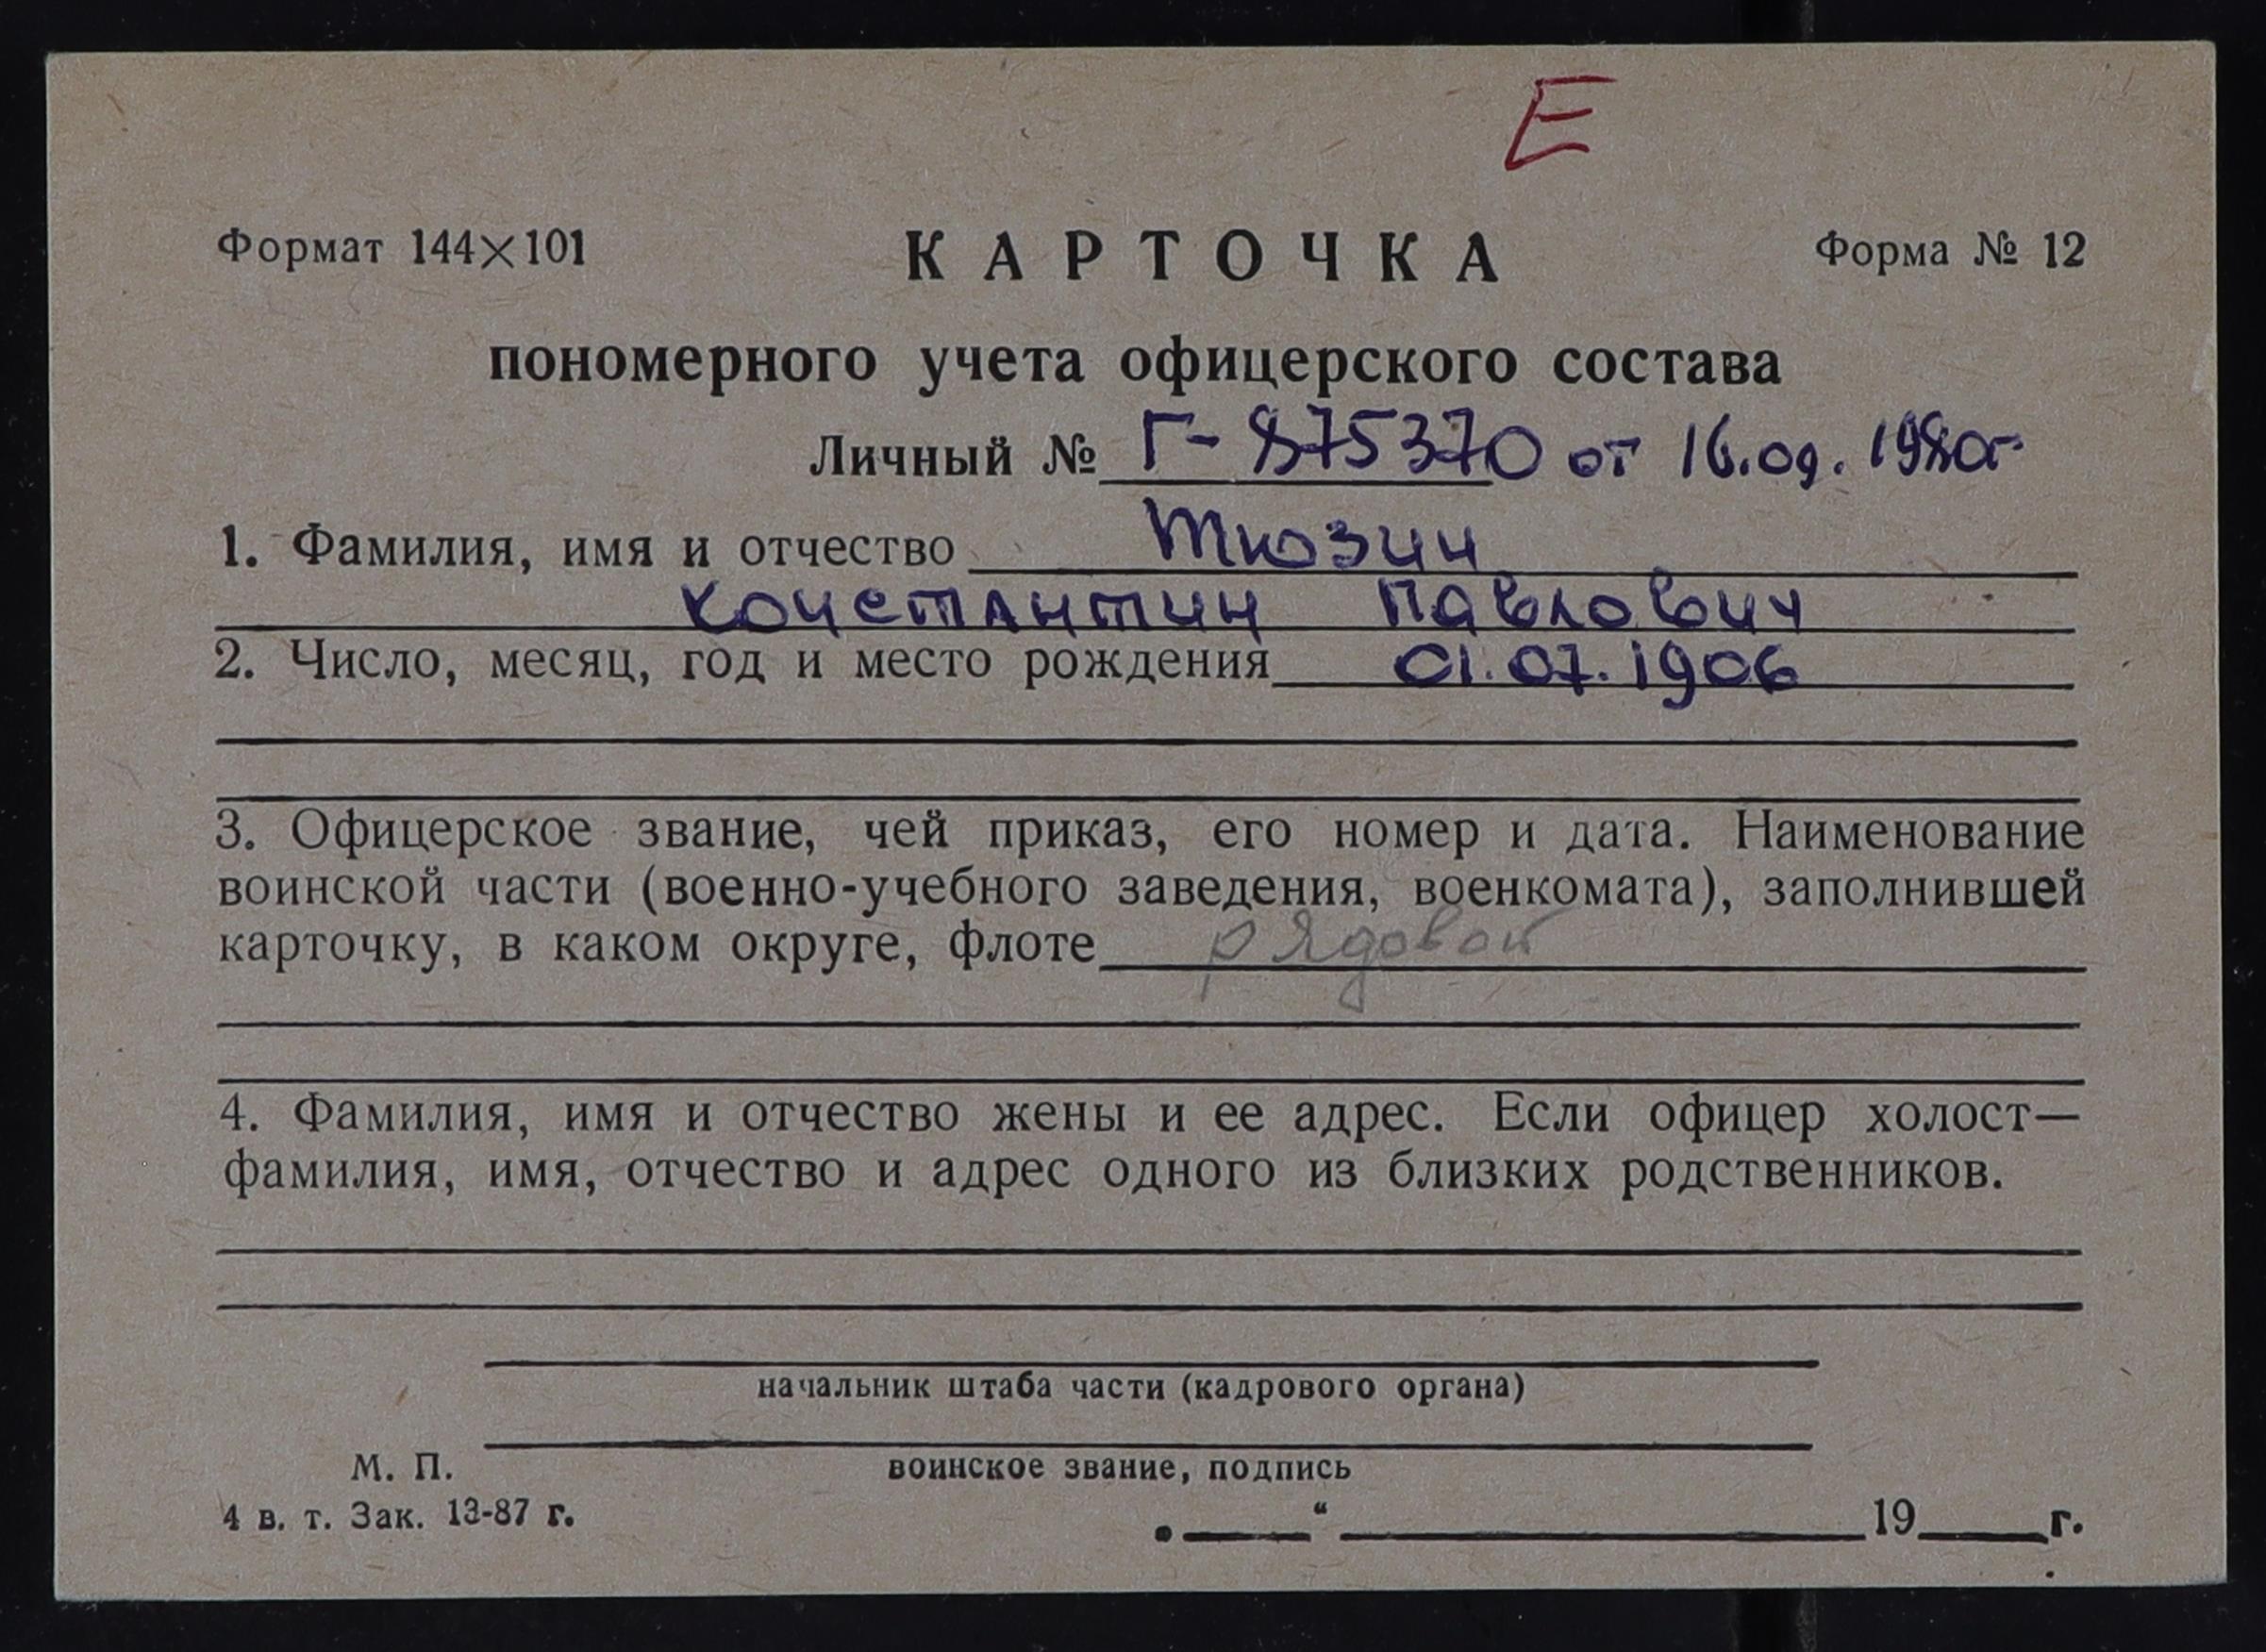 Е
Формат 144×101 КАРТОЧКА Форма № 12
пономерного учета офицерского состава
Личный № Г-875370 от 16.09.1980г
1. Фамилия, имя и отчество Тюзин
Константин Павлович
2. Число, месяц, год и место рождения 01.07.1906
3. Офицерское звание, чей приказ, его номер и дата. Наименование
воинской части (военно-учебного заведения, военкомата), заполнившей
карточку, в каком округе, флоте рядовой
4. Фамилия, имя и отчество жены и ее адрес. Если офицер холост—
фамилия, имя, отчество и адрес одного из близких родственников.
начальник штаба части (кадрового органа)
М. П.
воинское звание, подпись
4 в. т. Зак. 13-87 г.
„ “ 19 г.